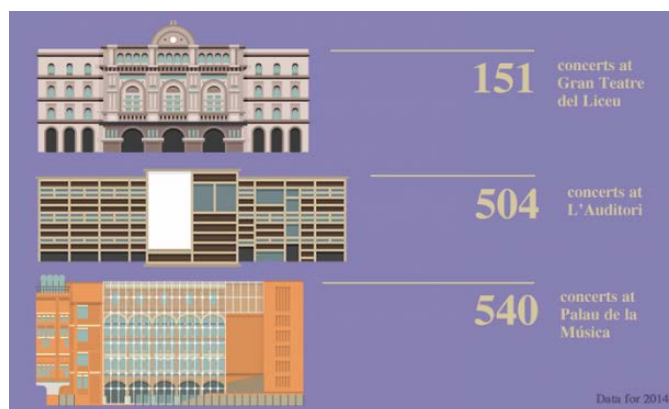 151
concerts at
Gran Teatre
del Liceu
504
concerts at
L'Auditori
540
concerts at
Palau de la
Música
Data for 2014